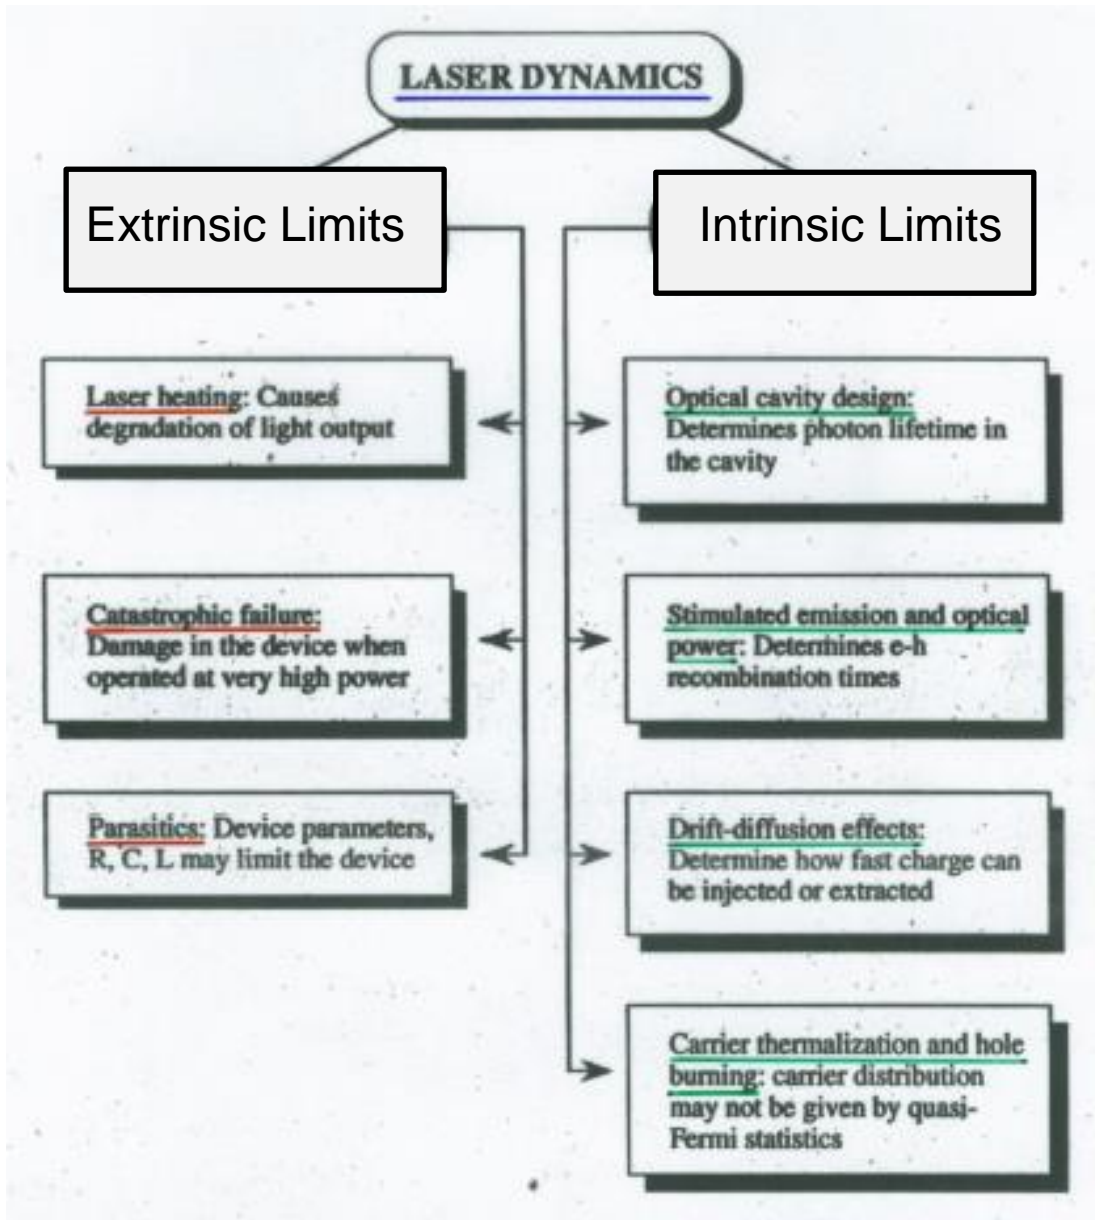 LASER DYNAMICS
Extrinsic Limits
Intrinsic Limits
Laser heating: Causes
degradation of light output
Catastrophic failure:
Damage in the device when
operated at very high power
Parasitics: Device parameters,
R, C, L may limit the device
Optical cavity design:
Determines photon lifetime in
the cavity
Stimulated emission and optical
power: Determines e-h
recombination times
Drift-diffusion effects:
Determine how fast charge can
be injected or extracted
Carrier thermalization and hole
burning: carrier distribution
may not be given by quasi-
Fermi statistics